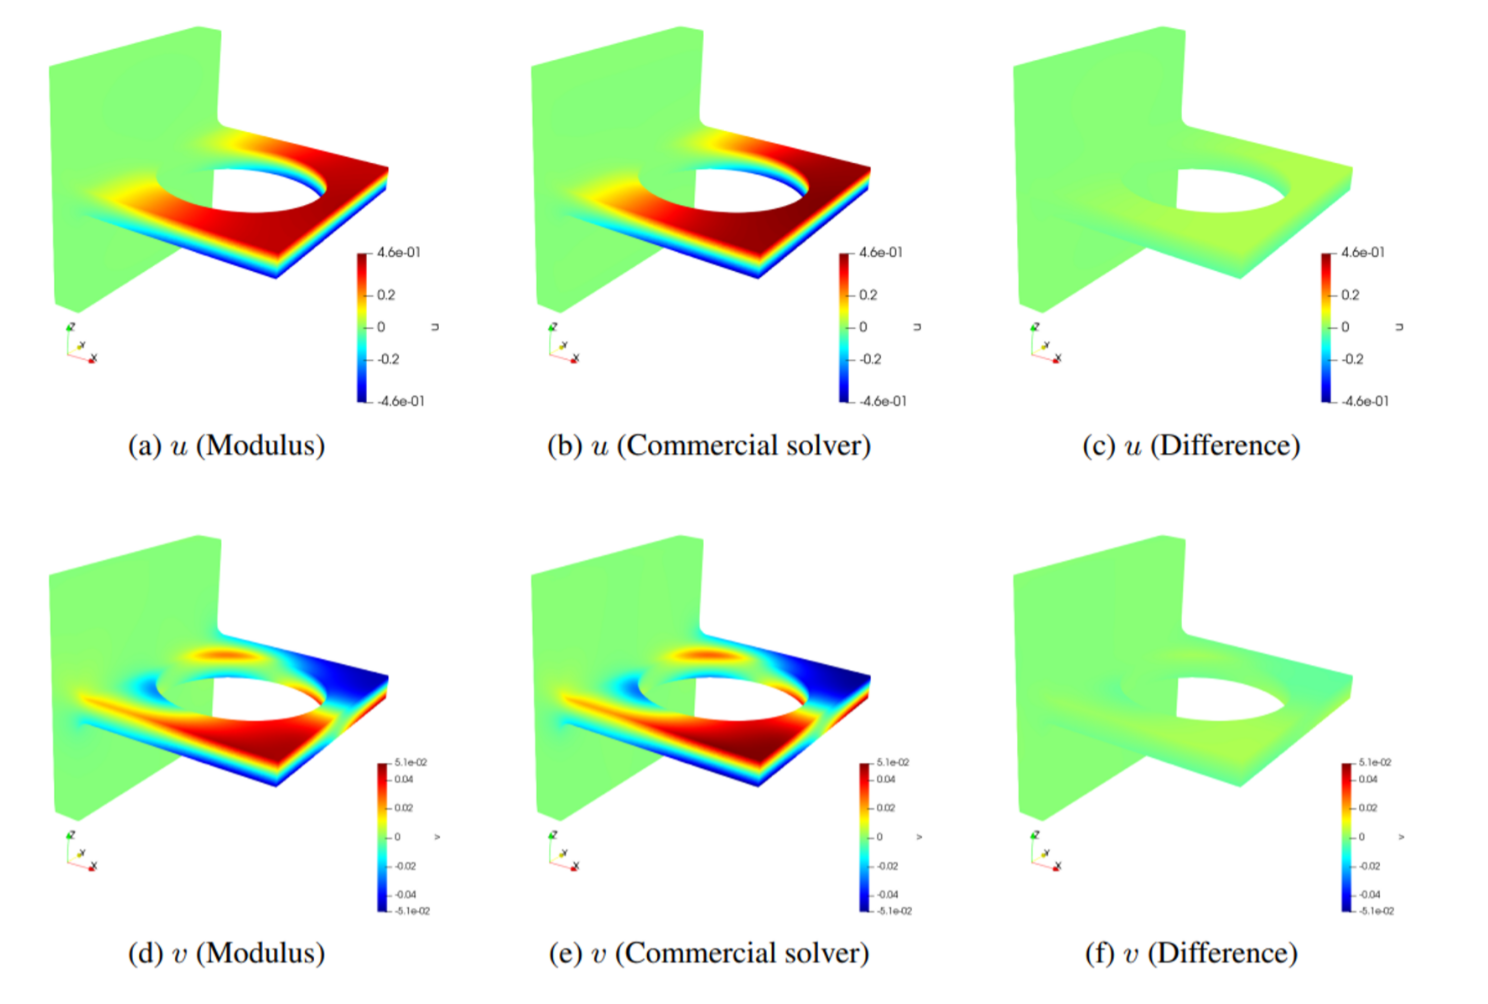 4.6e-01
0.2
0
-0.2
-4.6e-01
u
Z
Y
X
(a) u (Modulus)
4.6e-01
0.2
0
-0.2
-4.6e-01
u
Z
Y
X
(b) u (Commercial solver)
4.6e-01
0.2
0
-0.2
-4.6e-01
u
Z
Y
X
(c) u (Difference)
5.1e-02
0.04
0.02
0
-0.02
-0.04
-5.1e-02
v
Z
Y
X
(d) v (Modulus)
5.1e-02
0.04
0.02
0
-0.02
-0.04
-5.1e-02
v
Z
Y
X
(e) v (Commercial solver)
5.1e-02
0.04
0.02
0
-0.02
-0.04
-5.1e-02
v
Z
Y
X
(f) v (Difference)